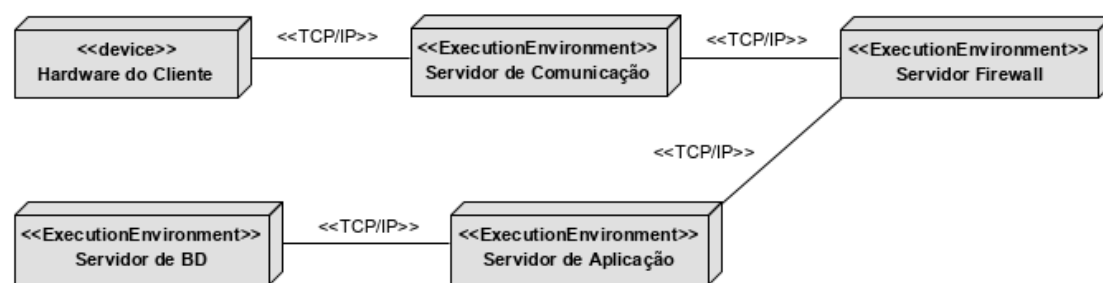 <<device>>
Hardware do Cliente
<<TCP/IP>>
<<ExecutionEnvironment>>
Servidor de Comunicação
<<TCP/IP>>
<<ExecutionEnvironment>>
Servidor Firewall
<<TCP/IP>>
<<ExecutionEnvironment>>
Servidor de BD
<<TCP/IP>>
<<ExecutionEnvironment>>
Servidor de Aplicação